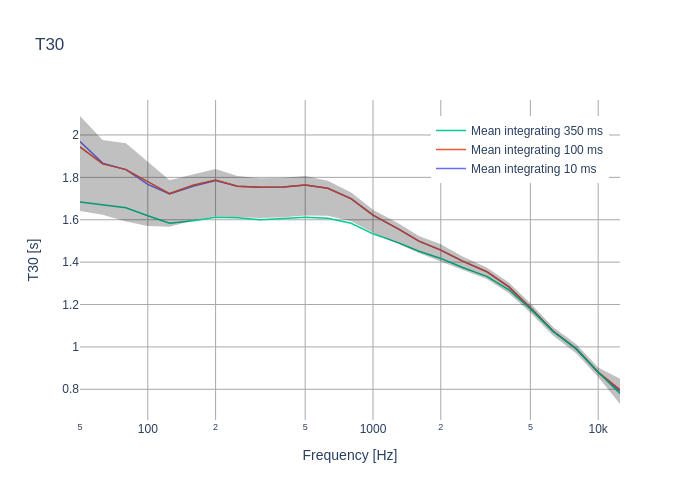 T30
Mean integrating 350 ms
Mean integrating 100 ms
Mean integrating 10 ms
2
1.8
1.6
1.4
1.2
1
0.8
T30 [s]
5 100 2 5 1000 2 5 10k
Frequency [Hz]